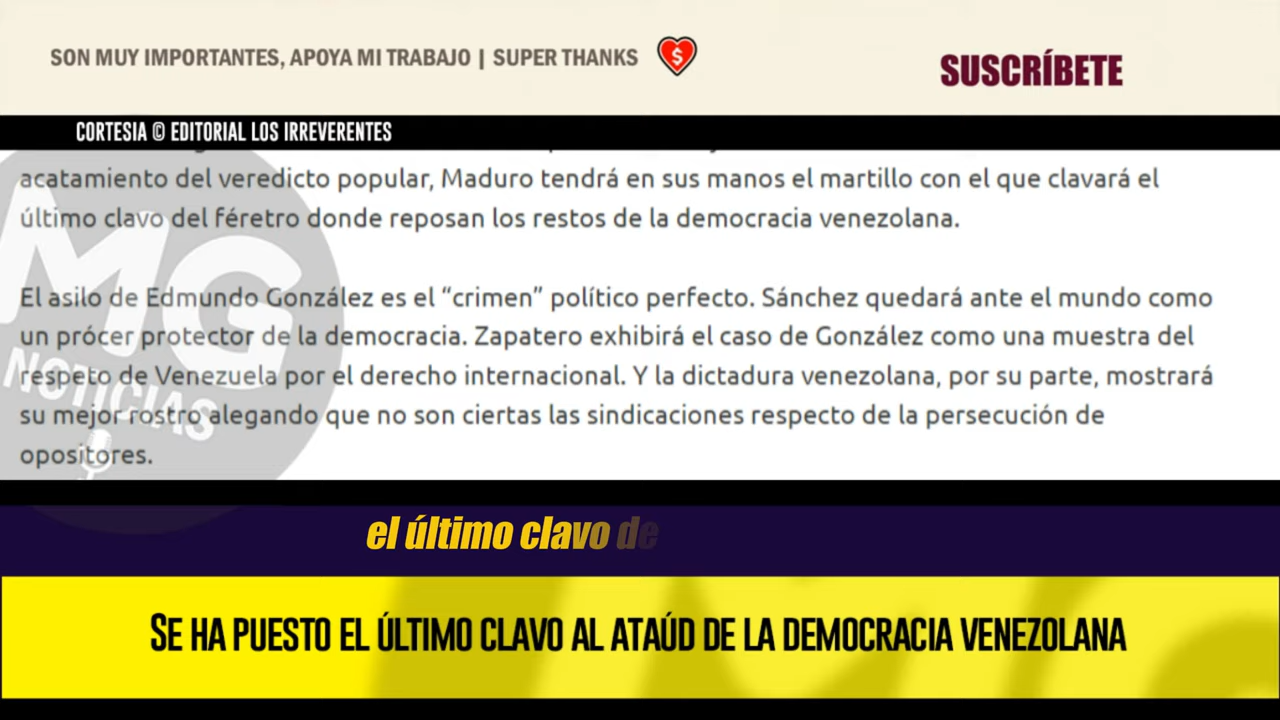 SON MUY IMPORTANTES, APOYA MI TRABAJO | SUPER THANKS $
SUSCRÍBETE
CORTESIA © EDITORIAL LOS IRREVERENTES
acatamiento del veredicto popular, Maduro tendrá en sus manos el martillo con el que clavará el
último clavo del féretro donde reposan los restos de la democracia venezolana.
El asilo de Edmundo González es el “crimen” político perfecto. Sánchez quedará ante el mundo como
un prócer protector de la democracia. Zapatero exhibirá el caso de González como una muestra del
respeto de Venezuela por el derecho internacional. Y la dictadura venezolana, por su parte, mostrará
su mejor rostro alegando que no son ciertas las sindicaciones respecto de la persecución de
opositores.
MG
NOTICIAS
el último clavo de
SE HA PUESTO EL ÚLTIMO CLAVO AL ATAÚD DE LA DEMOCRACIA VENEZOLANA